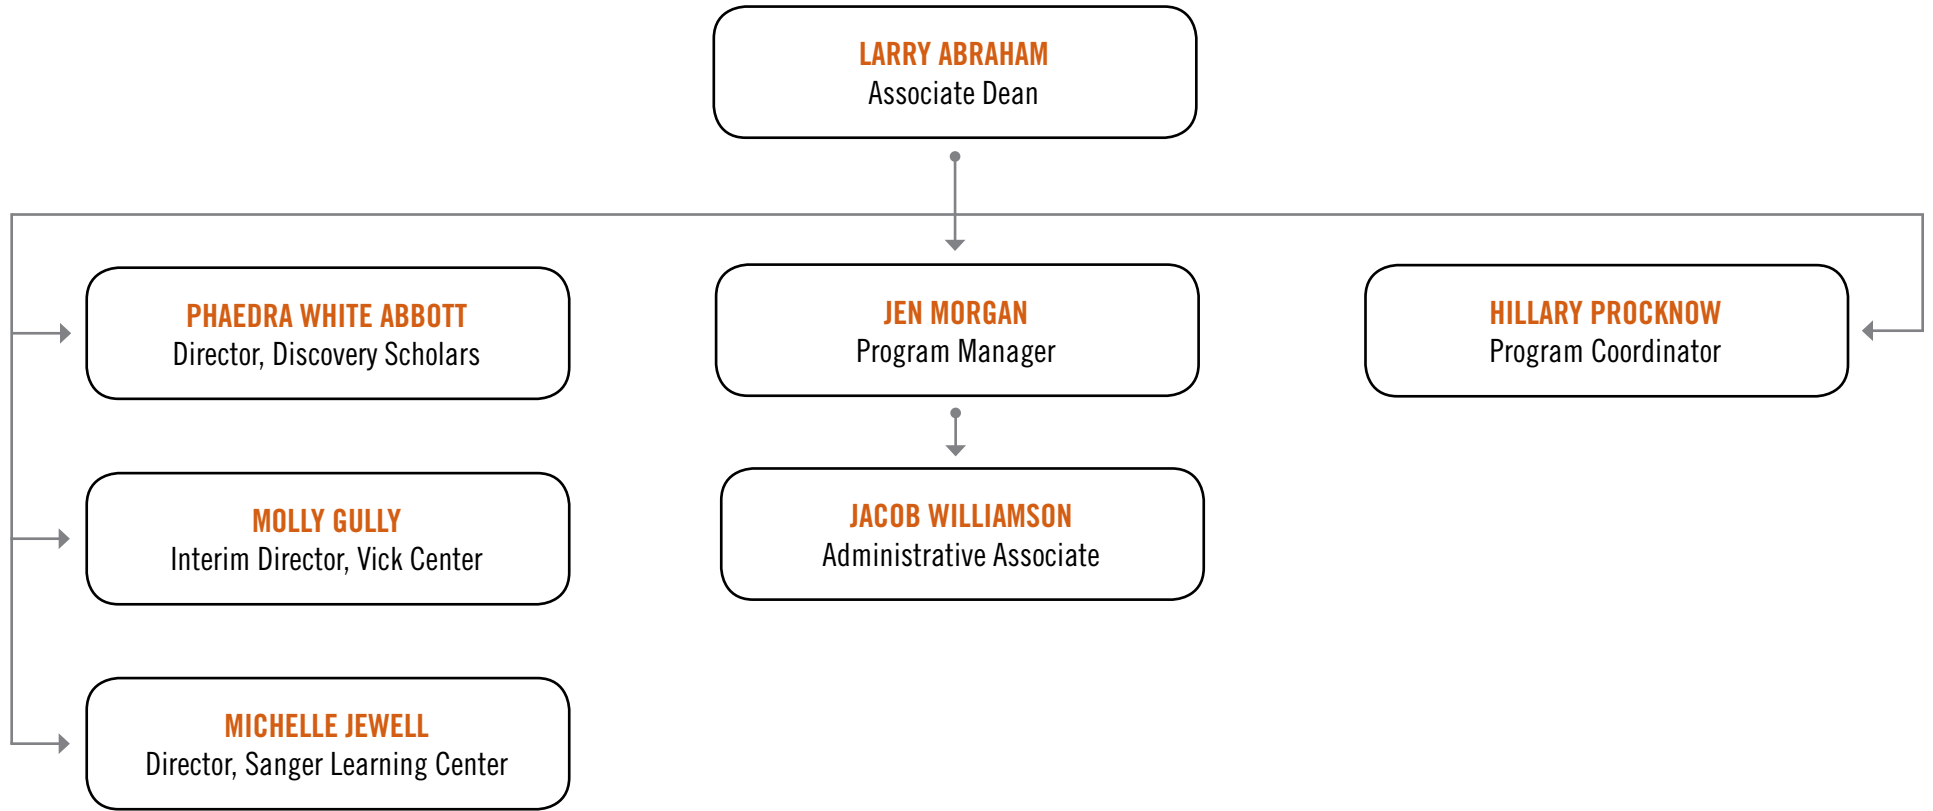 LARRY ABRAHAM
Associate Dean
PHAEDRA WHITE ABBOTT
Director, Discovery Scholars
JEN MORGAN
Program Manager
HILLARY PROCKNOW
Program Coordinator
MOLLY GULLY
Interim Director, Vick Center
JACOB WILLIAMSON
Administrative Associate
MICHELLE JEWELL
Director, Sanger Learning Center